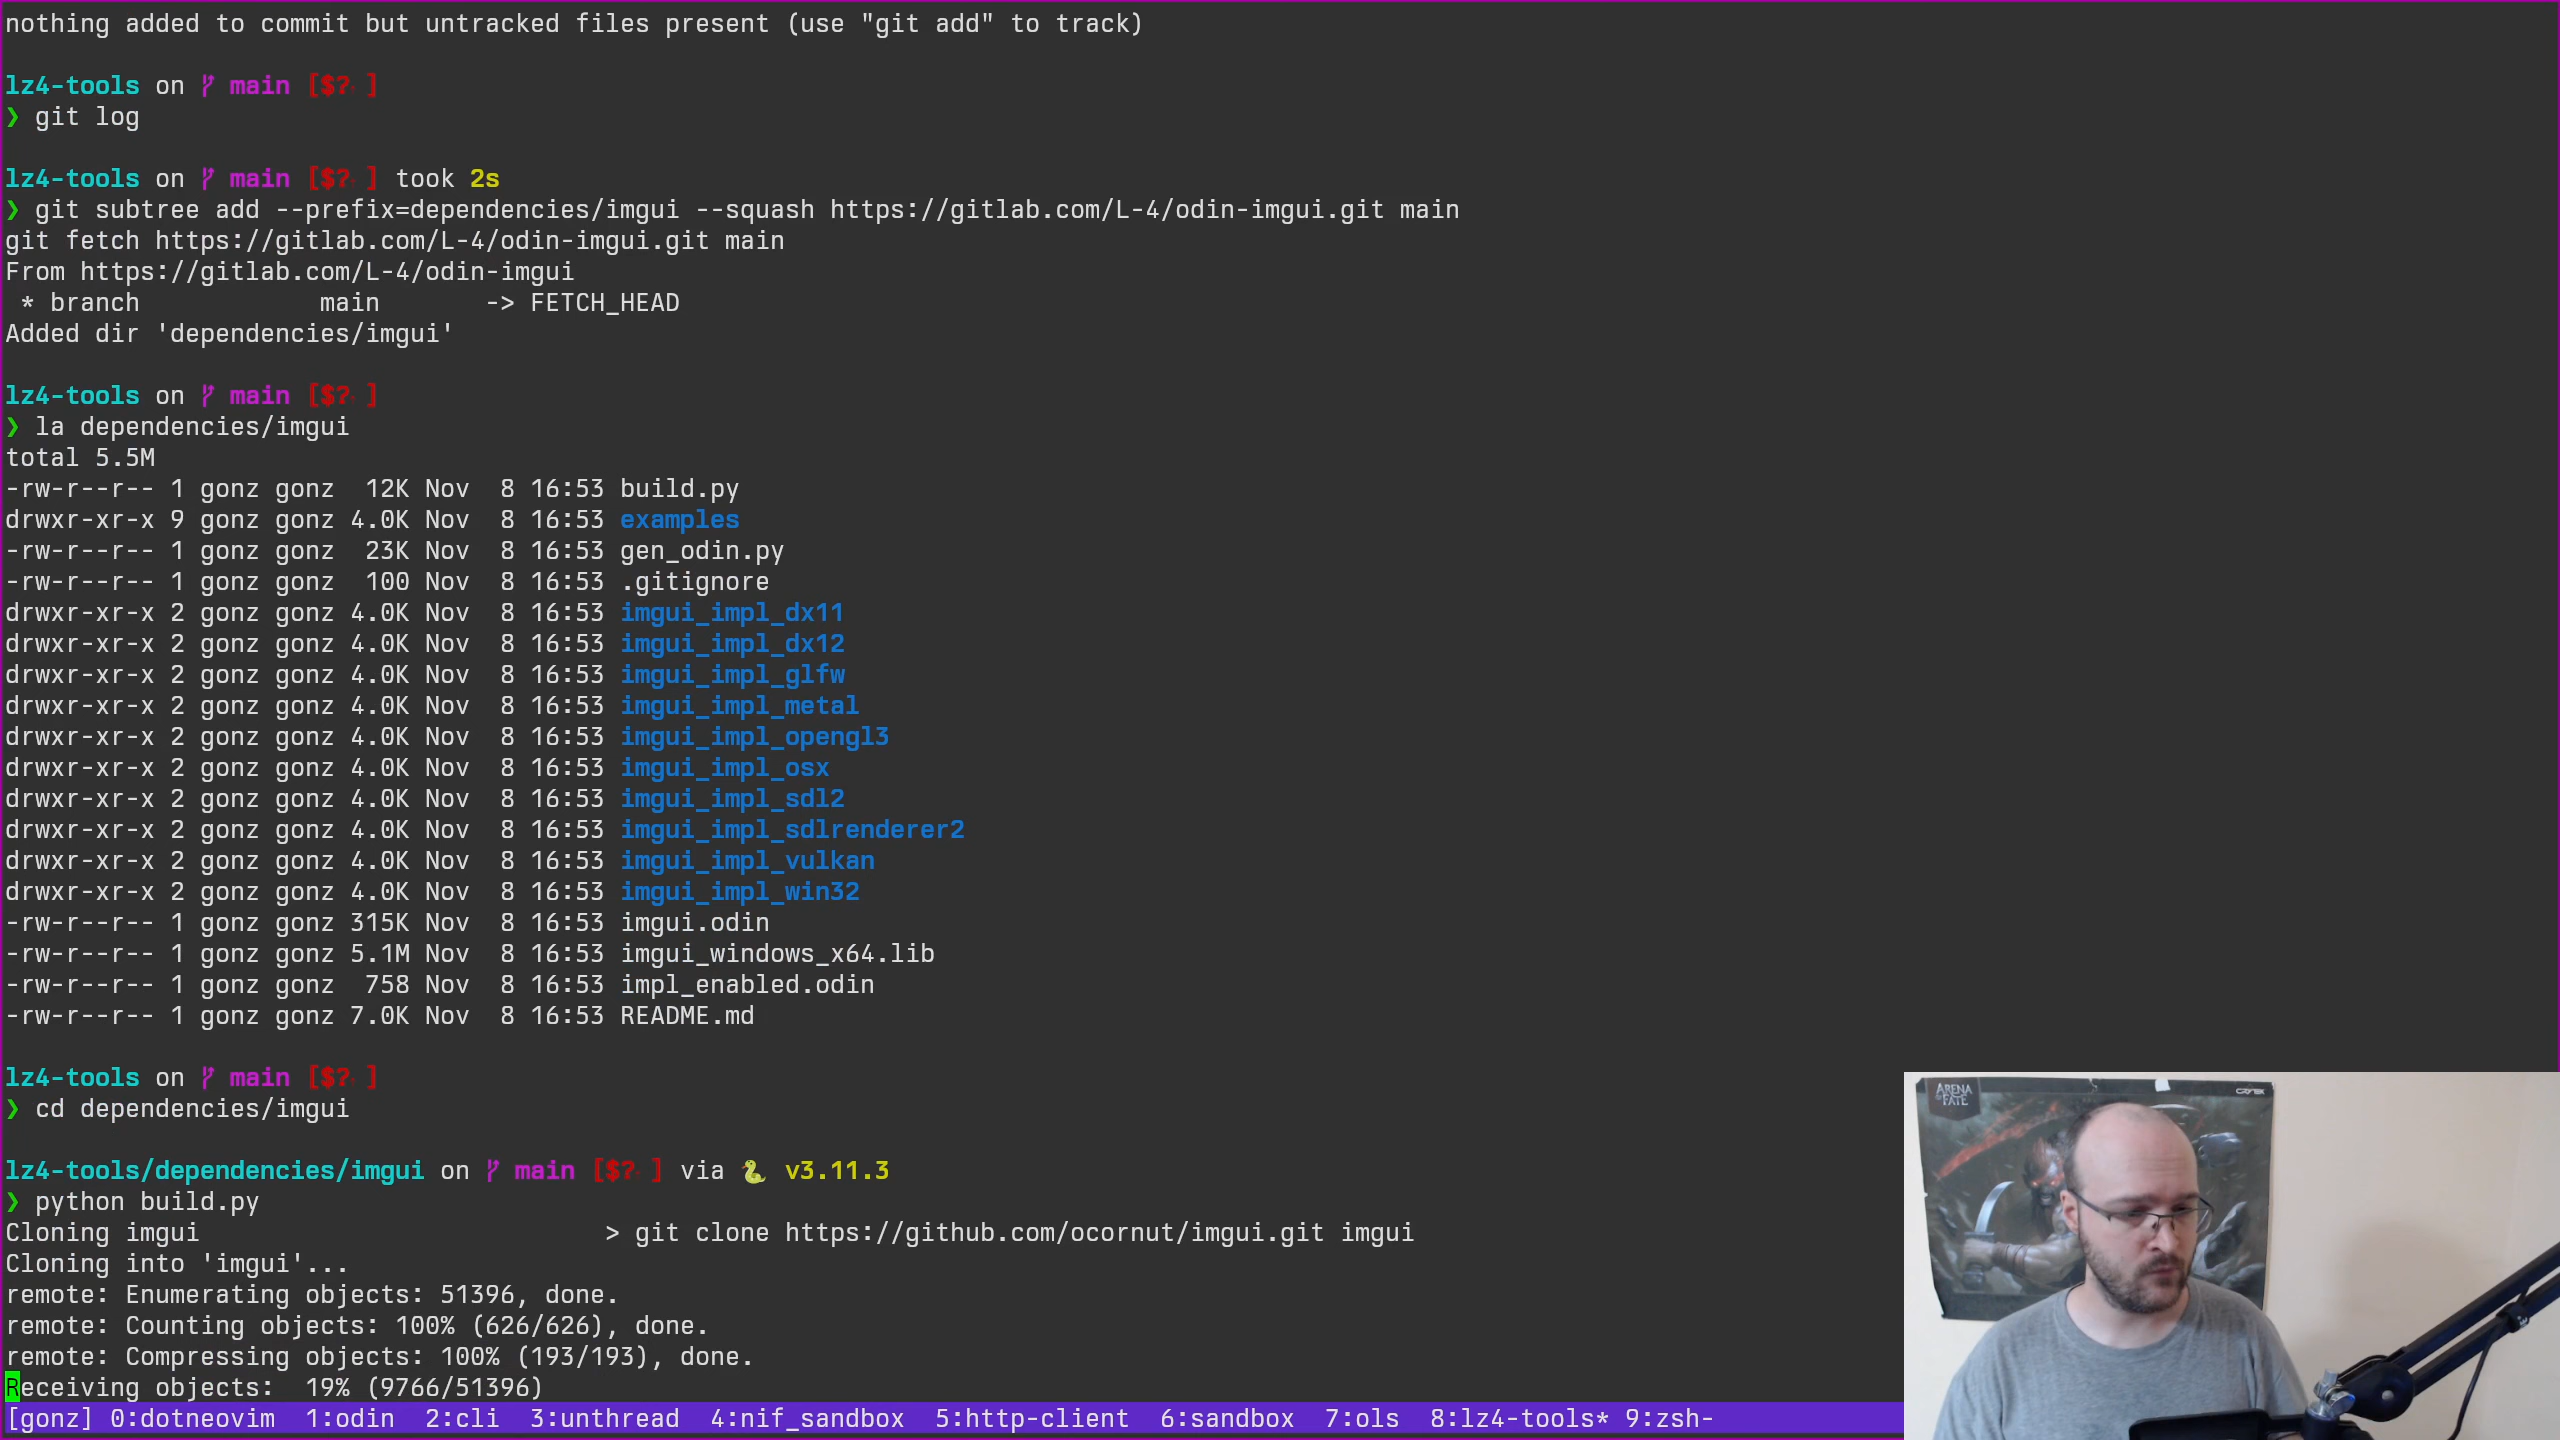 nothing added to commit but untracked files present (use "git add" to track)
lz4-tools on main [$?]
❯ git log
lz4-tools on main [$?] took 2s
❯ git subtree add --prefix=dependencies/imgui --squash https://gitlab.com/L-4/odin-imgui.git main
git fetch https://gitlab.com/L-4/odin-imgui.git main
From https://gitlab.com/L-4/odin-imgui
 * branch            main       -> FETCH_HEAD
Added dir 'dependencies/imgui'
lz4-tools on main [$?]
❯ la dependencies/imgui
total 5.5M
-rw-r--r-- 1 gonz gonz  12K Nov  8 16:53 build.py
drwxr-xr-x 9 gonz gonz 4.0K Nov  8 16:53 examples
-rw-r--r-- 1 gonz gonz  23K Nov  8 16:53 gen_odin.py
-rw-r--r-- 1 gonz gonz  100 Nov  8 16:53 .gitignore
drwxr-xr-x 2 gonz gonz 4.0K Nov  8 16:53 imgui_impl_dx11
drwxr-xr-x 2 gonz gonz 4.0K Nov  8 16:53 imgui_impl_dx12
drwxr-xr-x 2 gonz gonz 4.0K Nov  8 16:53 imgui_impl_glfw
drwxr-xr-x 2 gonz gonz 4.0K Nov  8 16:53 imgui_impl_metal
drwxr-xr-x 2 gonz gonz 4.0K Nov  8 16:53 imgui_impl_opengl3
drwxr-xr-x 2 gonz gonz 4.0K Nov  8 16:53 imgui_impl_osx
drwxr-xr-x 2 gonz gonz 4.0K Nov  8 16:53 imgui_impl_sdl2
drwxr-xr-x 2 gonz gonz 4.0K Nov  8 16:53 imgui_impl_sdlrenderer2
drwxr-xr-x 2 gonz gonz 4.0K Nov  8 16:53 imgui_impl_vulkan
drwxr-xr-x 2 gonz gonz 4.0K Nov  8 16:53 imgui_impl_win32
-rw-r--r-- 1 gonz gonz 315K Nov  8 16:53 imgui.odin
-rw-r--r-- 1 gonz gonz 5.1M Nov  8 16:53 imgui_windows_x64.lib
-rw-r--r-- 1 gonz gonz  758 Nov  8 16:53 impl_enabled.odin
-rw-r--r-- 1 gonz gonz 7.0K Nov  8 16:53 README.md
lz4-tools on main [$?]
❯ cd dependencies/imgui
lz4-tools/dependencies/imgui on main [$?] via 🐍 v3.11.3
❯ python build.py
Cloning imgui                           > git clone https://github.com/ocornut/imgui.git imgui
Cloning into 'imgui'...
remote: Enumerating objects: 51396, done.
remote: Counting objects: 100% (626/626), done.
remote: Compressing objects: 100% (193/193), done.
Receiving objects:  19% (9766/51396)
[gonz] 0:dotneovim  1:odin  2:cli  3:unthread  4:nif_sandbox  5:http-client  6:sandbox  7:ols  8:lz4-tools* 9:zsh-
ARENA
FATE
CRYTEK